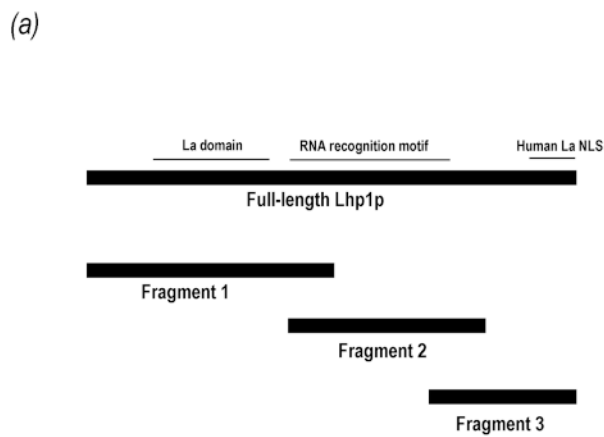 (a)
La domain
RNA recognition motif
Human La NLS
Full-length Lhp1p
Fragment 1
Fragment 2
Fragment 3